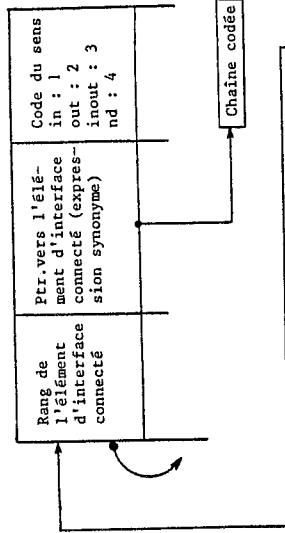 Rang de
l'élément
d'interface
connecté
Ptr.vers l'élé-
ment d'interface
connecté (expres-
sion synonyme)
Code du sens
in : 1
out : 2
inout : 3
nd : 4
Chaîne codée